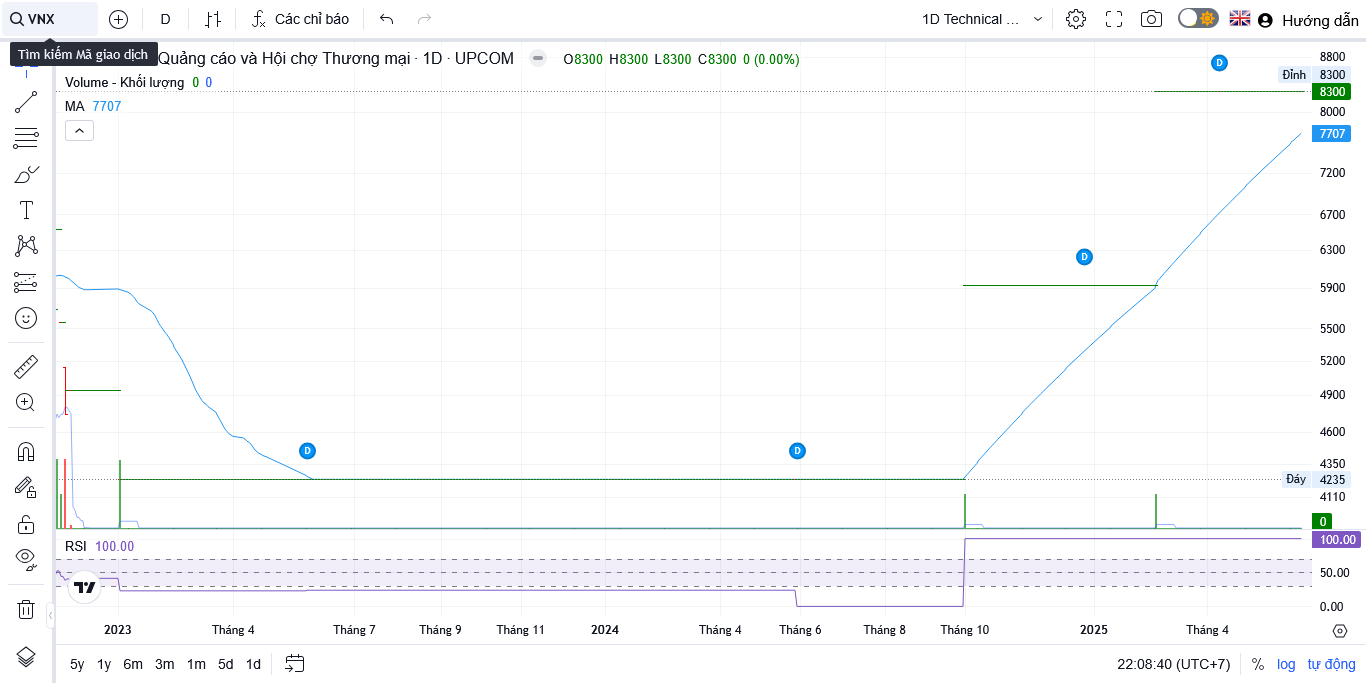 VNX
D
Các chỉ báo
1D Technical ...
Hướng dẫn
Tìm kiếm Mã giao dịch
Quảng cáo và Hội chợ Thương mại · 1D · UPCOM
O8300 H8300 L8300 C8300 0 (0.00%)
Volume - Khối lượng 0 0
MA 7707
D
D
D
D
8800
Đỉnh 8300
8300
8000
7707
7200
6700
6300
5900
5500
5200
4900
4600
4350
Đáy 4235
4110
0
RSI 100.00
100.00
50.00
0.00
2023 Tháng 4 Tháng 7 Tháng 9 Tháng 11 2024 Tháng 4 Tháng 6 Tháng 8 Tháng 10 2025 Tháng 4
5y 1y 6m 3m 1m 5d 1d
22:08:40 (UTC+7) % log tự động